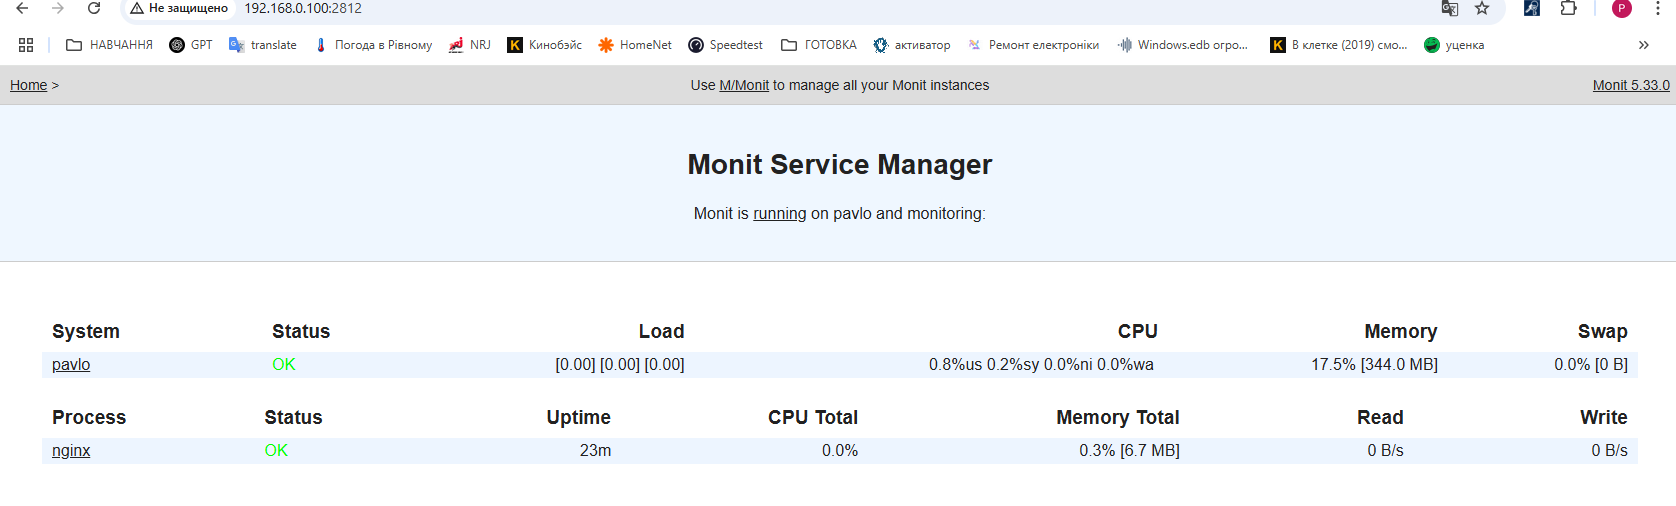 Не защищено 192.168.0.100:2812 P
НАВЧАННЯ GPT translate Погода в Рівному NRJ Кинобэйс HomeNet Speedtest ГОТОВКА активатор Ремонт електроніки Windows.edb огро... В клетке (2019) смо... уценка »
Home > Use M/Monit to manage all your Monit instances Monit 5.33.0
Monit Service Manager
Monit is running on pavlo and monitoring:
System Status Load CPU Memory Swap
pavlo OK [0.00] [0.00] [0.00] 0.8%us 0.2%sy 0.0%ni 0.0%wa 17.5% [344.0 MB] 0.0% [0 B]
Process Status Uptime CPU Total Memory Total Read Write
nginx OK 23m 0.0% 0.3% [6.7 MB] 0 B/s 0 B/s